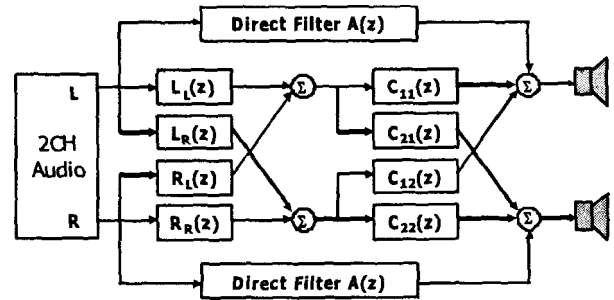 Direct Filter A(z)
L
L_L(z)
Σ
C_11(z)
Σ
L_R(z)
C_21(z)
2CH
Audio
R_L(z)
C_12(z)
R
R_R(z)
Σ
C_22(z)
Σ
Direct Filter A(z)